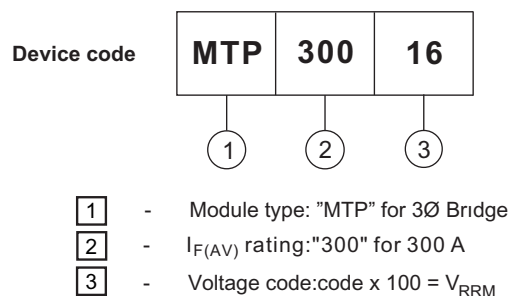 Device code MTP 300 16
1 2 3
1 - Module type: ”MTP” for 3Ø Brıdge
2 - IF(AV) rating:"300" for 300 A
3 - Voltage code:code x 100 = VRRM